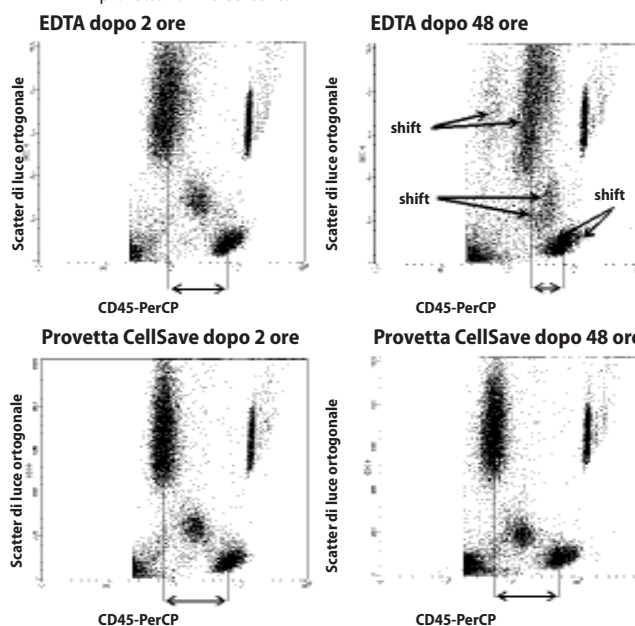 EDTA dopo 2 ore
EDTA dopo 48 ore
Scatter di luce ortogonale
Scatter di luce ortogonale
shift
shift
shift
CD45-PerCP
CD45-PerCP
Provetta CellSave dopo 2 ore
Provetta CellSave dopo 48 ore
Scatter di luce ortogonale
Scatter di luce ortogonale
CD45-PerCP
CD45-PerCP